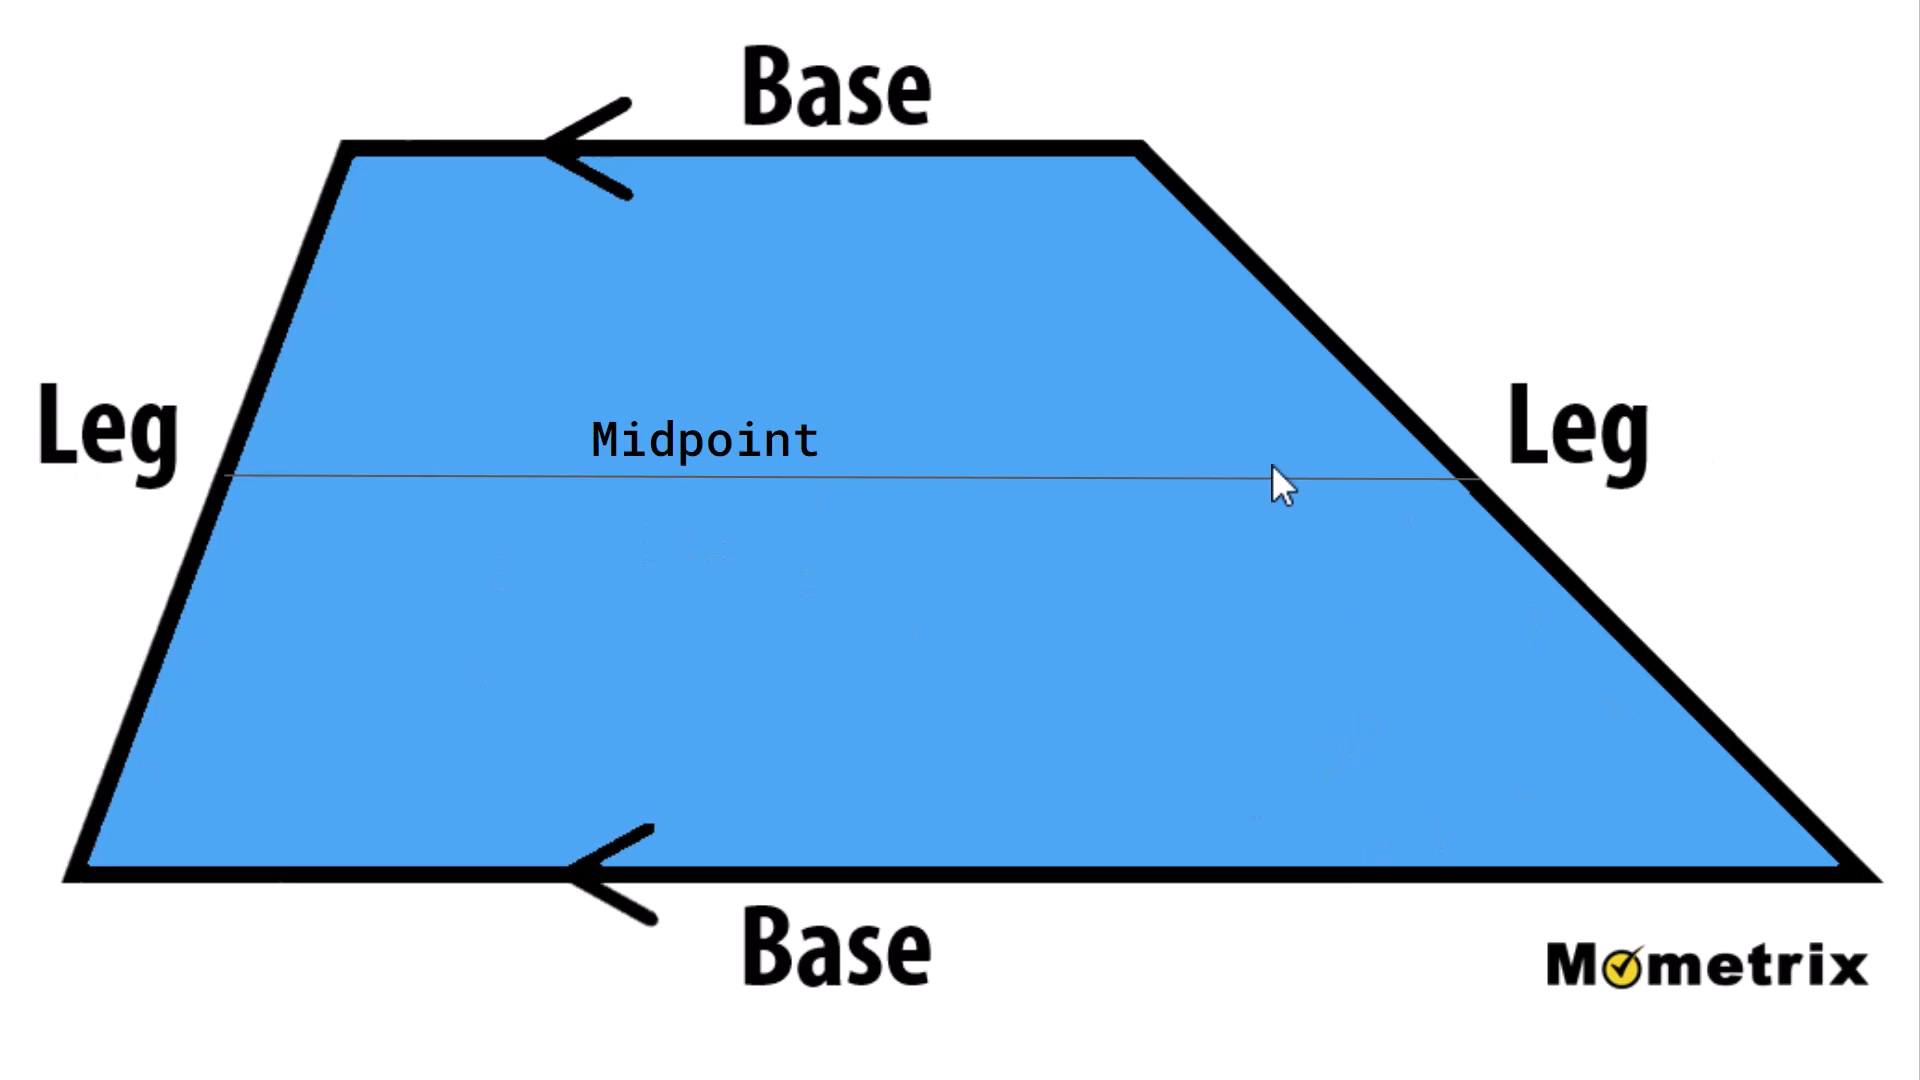 Base
Leg
Midpoint
Leg
Base
Mometrix